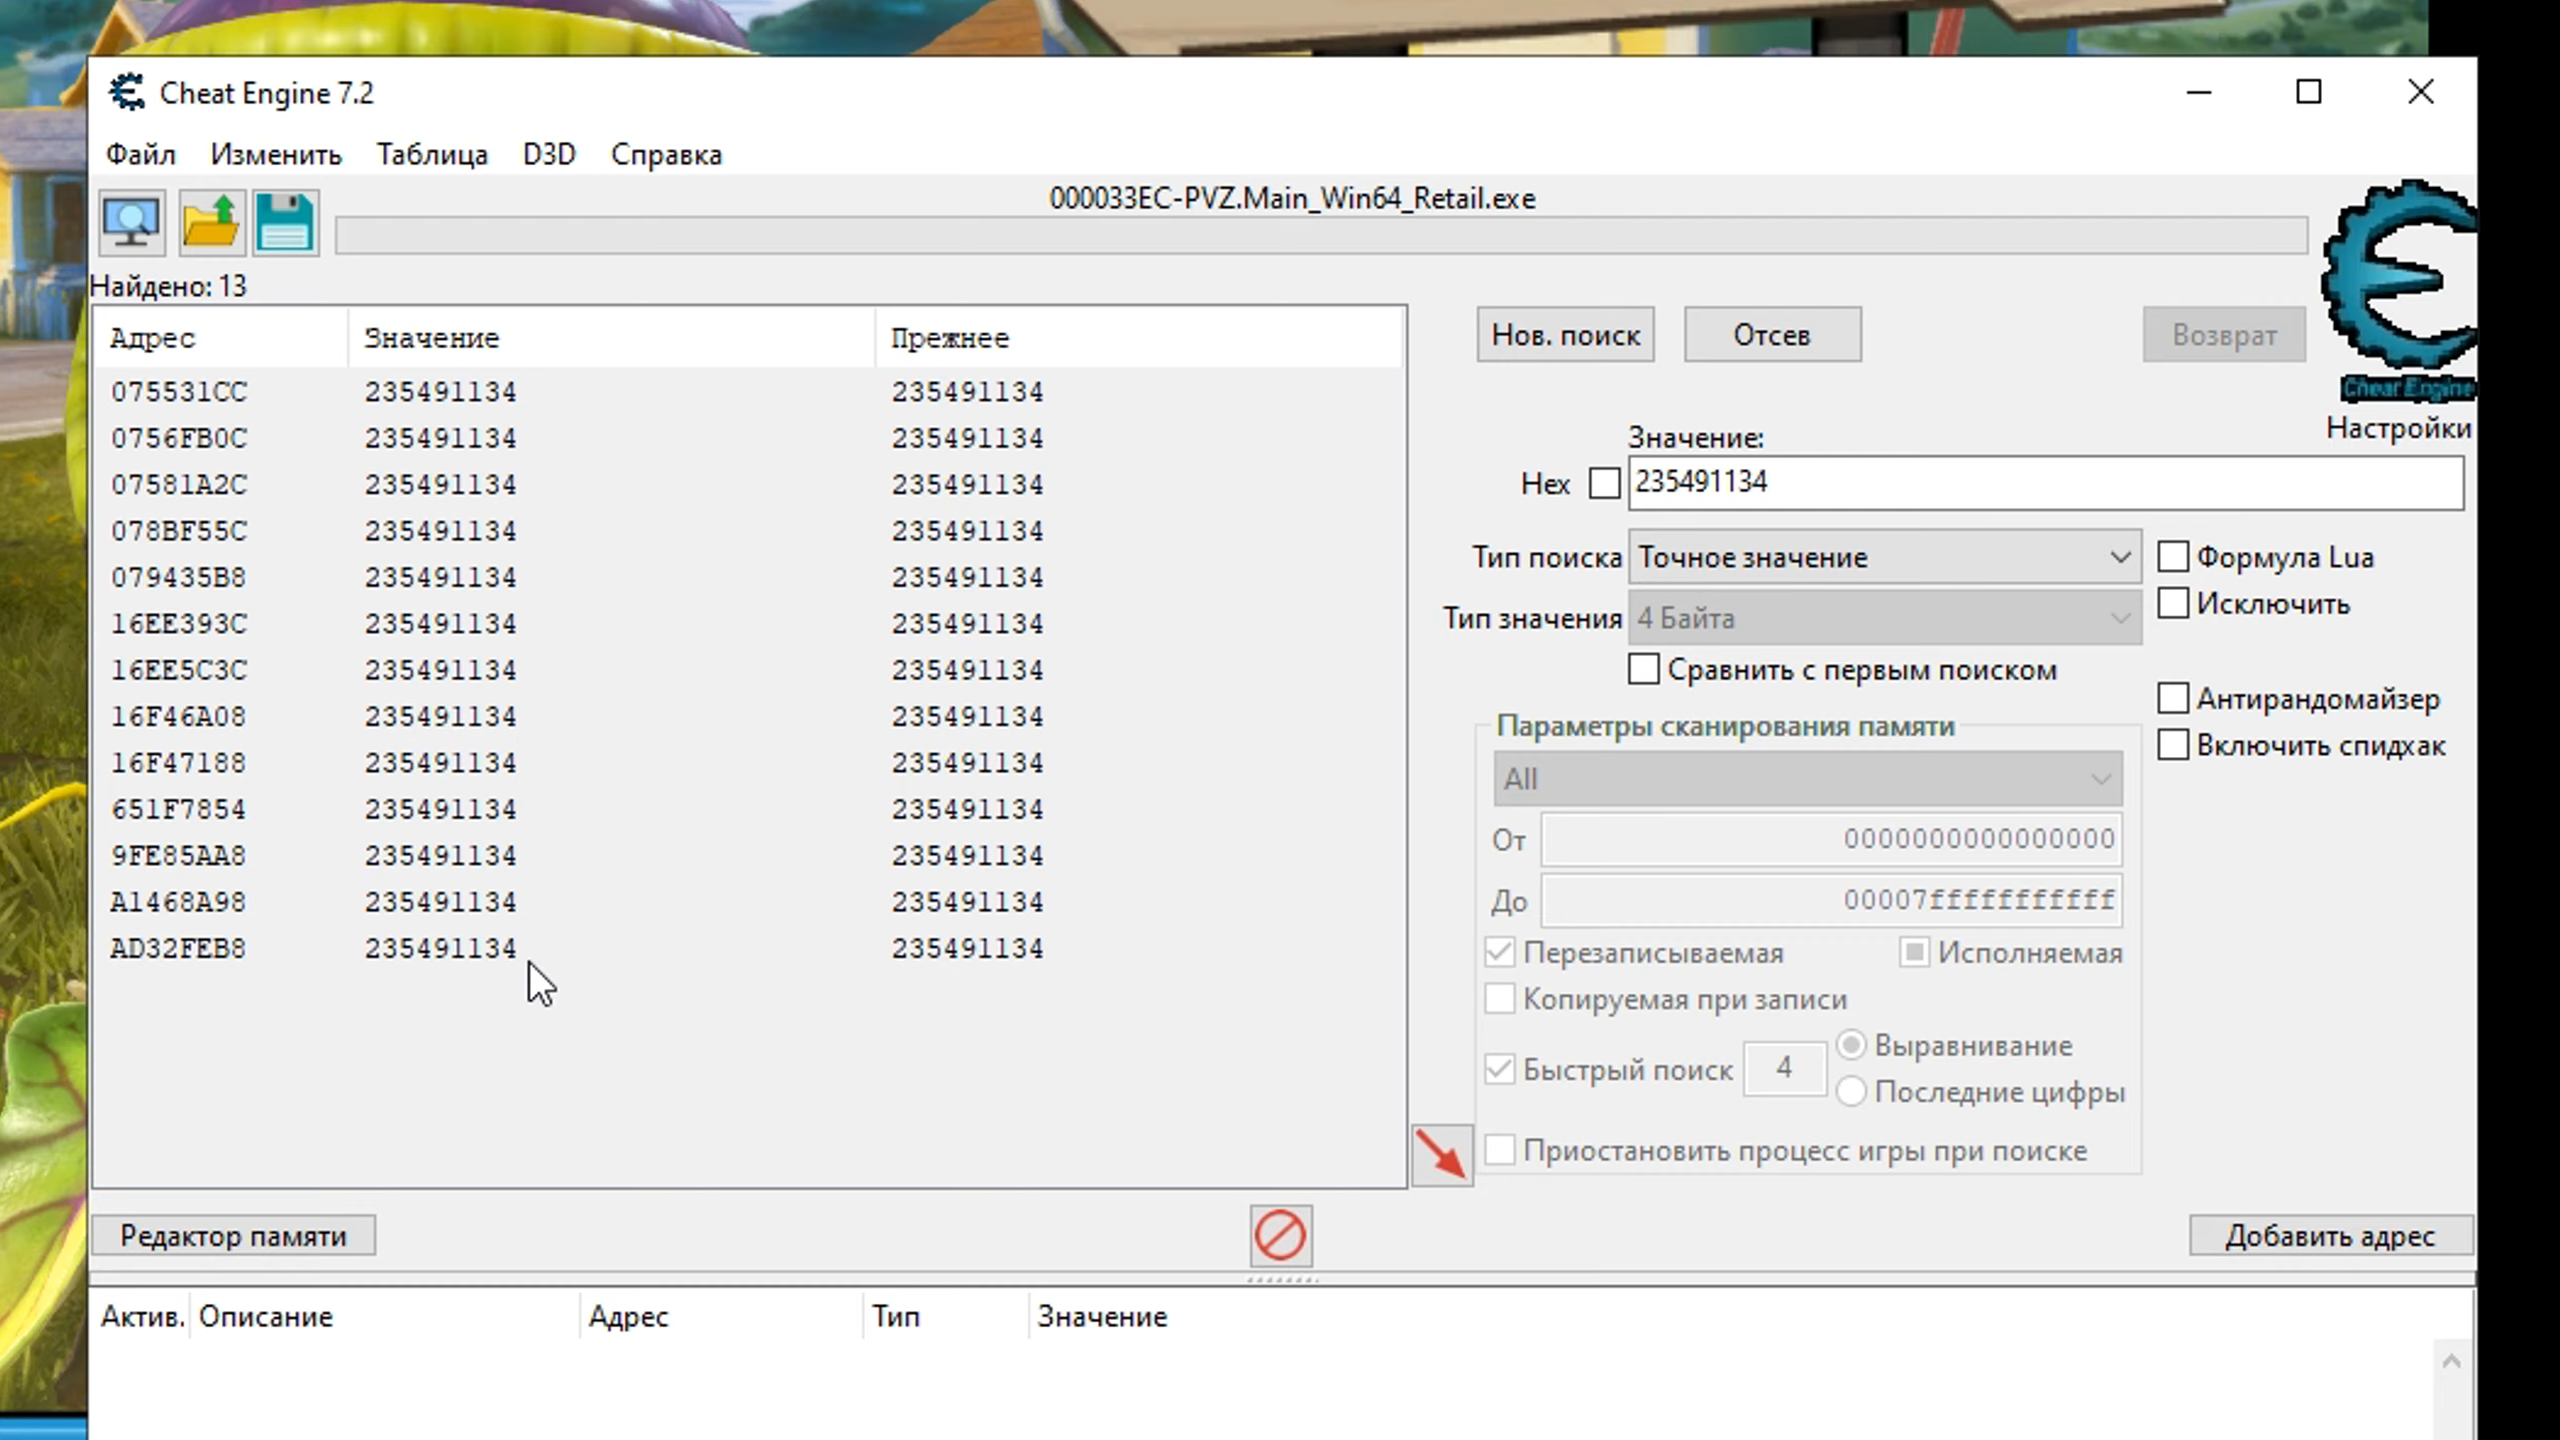 Cheat Engine 7.2
Файл Изменить Таблица D3D Справка
000033EC-PVZ.Main_Win64_Retail.exe
Найдено: 13
Адрес Значение Прежнее
075531CC 235491134 235491134
0756FB0C 235491134 235491134
07581A2C 235491134 235491134
078BF55C 235491134 235491134
079435B8 235491134 235491134
16EE393C 235491134 235491134
16EE5C3C 235491134 235491134
16F46A08 235491134 235491134
16F47188 235491134 235491134
651F7854 235491134 235491134
9FE85AA8 235491134 235491134
A1468A98 235491134 235491134
AD32FEB8 235491134 235491134
Нов. поиск Отсев Возврат
Cheat Engine
Настройки
Значение:
Hex 235491134
Тип поиска Точное значение Формула Lua
Тип значения 4 Байта Исключить
Сравнить с первым поиском
Антирандомайзер
Включить спидхак
Параметры сканирования памяти
All
От 0000000000000000
До 00007fffffffffff
Перезаписываемая Исполняемая
Копируемая при записи
Быстрый поиск 4 Выравнивание
Последние цифры
Приостановить процесс игры при поиске
Редактор памяти Добавить адрес
Актив. Описание Адрес Тип Значение